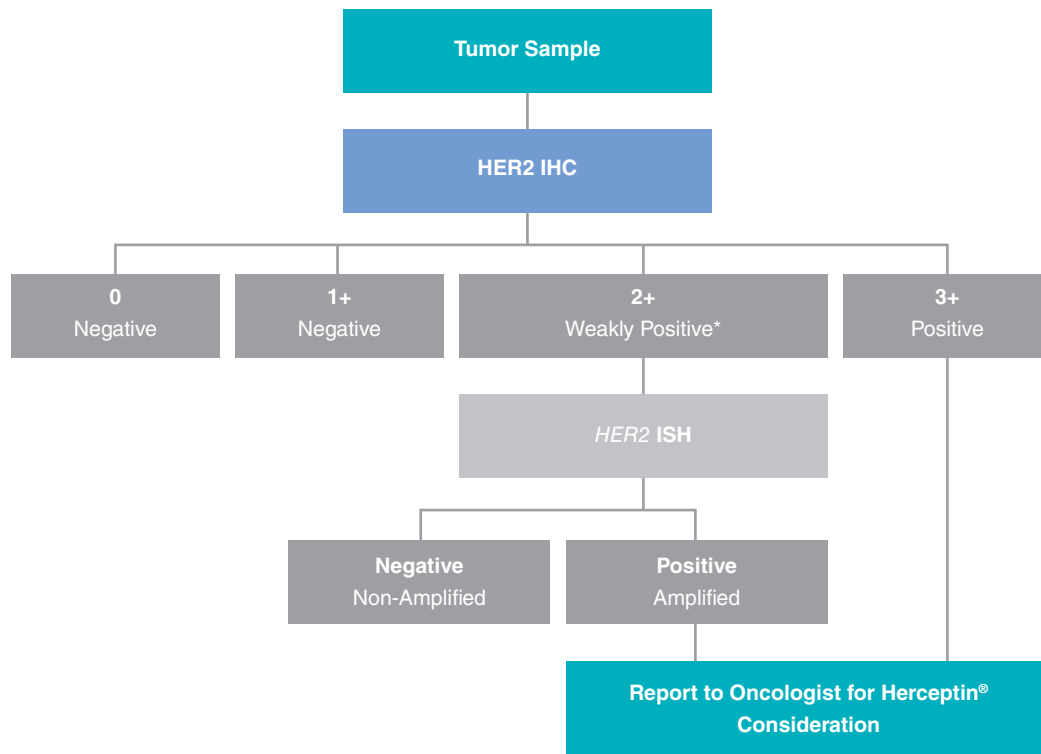 Tumor Sample
HER2 IHC
0
Negative
1+
Negative
2+
Weakly Positive*
3+
Positive
HER2 ISH
Negative
Non-Amplified
Positive
Amplified
Report to Oncologist for Herceptin®
Consideration